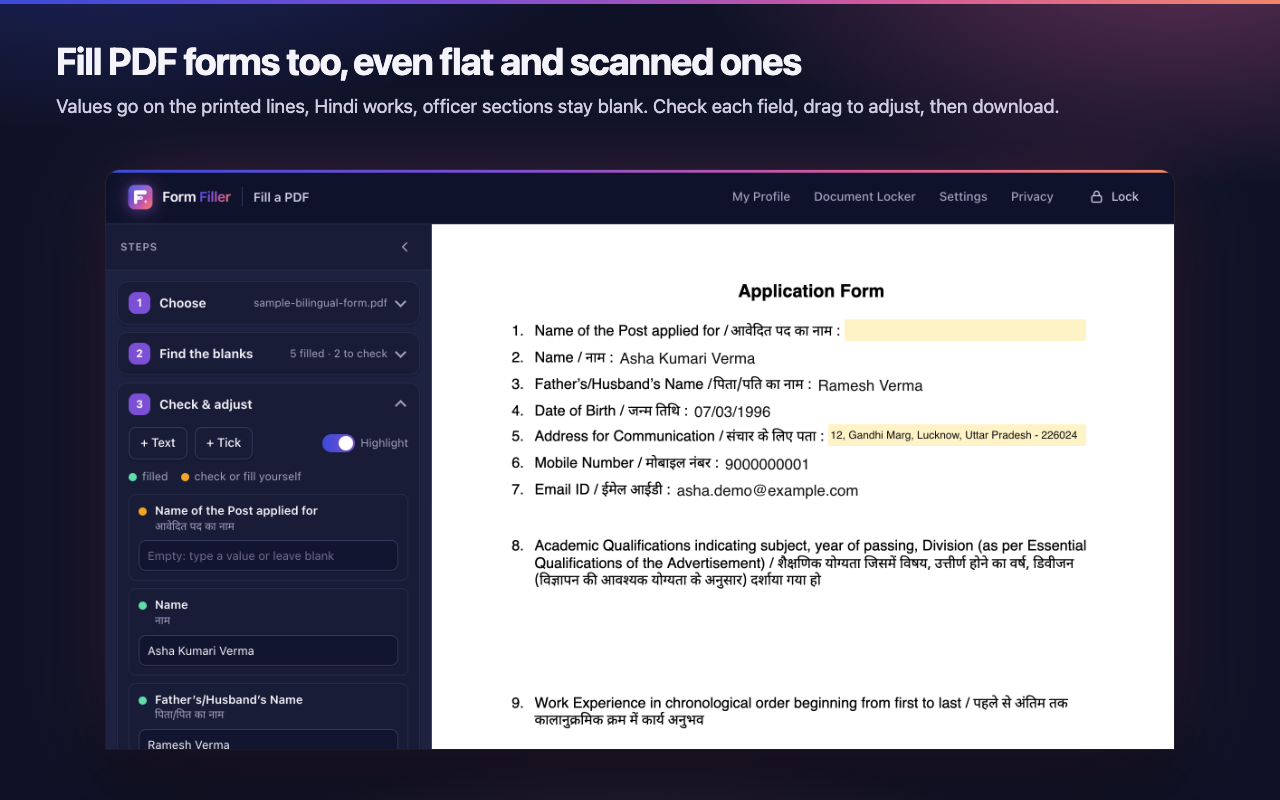 Fill PDF forms too, even flat and scanned ones
Values go on the printed lines, Hindi works, officer sections stay blank. Check each field, drag to adjust, then download.
F. Form Filler Fill a PDF My Profile Document Locker Settings Privacy Lock
STEPS
1 Choose sample-bilingual-form.pdf
2 Find the blanks 5 filled · 2 to check
3 Check & adjust
+ Text + Tick Highlight
filled check or fill yourself
Name of the Post applied for
आवेदित पद का नाम
Empty: type a value or leave blank
Name
नाम
Asha Kumari Verma
Father's/Husband's Name
पिता/पित का नाम
Ramesh Verma
Application Form
1. Name of the Post applied for / आवेदित पद का नाम :
2. Name / नाम : Asha Kumari Verma
3. Father's/Husband's Name /पिता/पति का नाम : Ramesh Verma
4. Date of Birth / जन्म तिथि : 07/03/1996
5. Address for Communication / संचार के लिए पता : 12, Gandhi Marg, Lucknow, Uttar Pradesh - 226024
6. Mobile Number / मोबाइल नंबर : 9000000001
7. Email ID / ईमेल आईडी : asha.demo@example.com
8. Academic Qualifications indicating subject, year of passing, Division (as per Essential
Qualifications of the Advertisement) / शैक्षणिक योग्यता जिसमें विषय, उत्तीर्ण होने का वर्ष, डिवीजन
(विज्ञापन की आवश्यक योग्यता के अनुसार) दर्शाया गया हो
9. Work Experience in chronological order beginning from first to last / पहले से अंतिम तक
कालानुक्रमिक क्रम में कार्य अनुभव